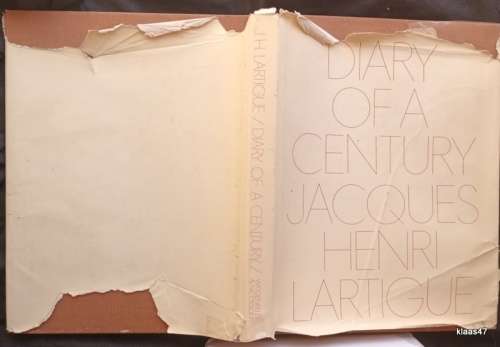 DIARY
OF A
CENTURY
JACQUES
HENRI
LARTIGUE
J. H. LARTIGUE / DIARY OF A CENTURY /
klaas47